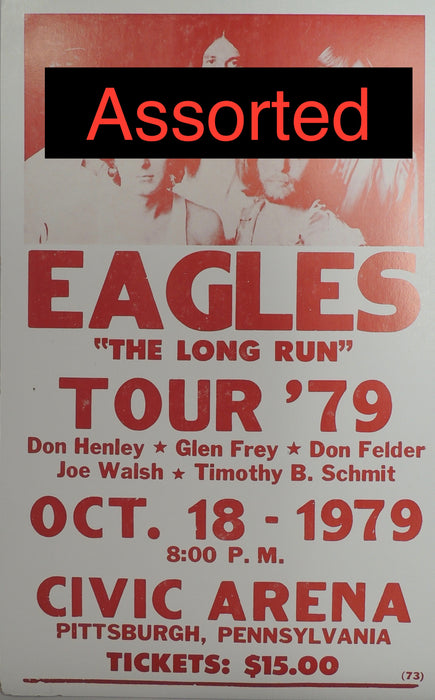 Assorted
EAGLES
"THE LONG RUN"
TOUR '79
Don Henley ★ Glen Frey ★ Don Felder
Joe Walsh ★ Timothy B. Schmit
OCT. 18 - 1979
8:00 P. M.
CIVIC ARENA
PITTSBURGH, PENNSYLVANIA
TICKETS: $15.00
(73)